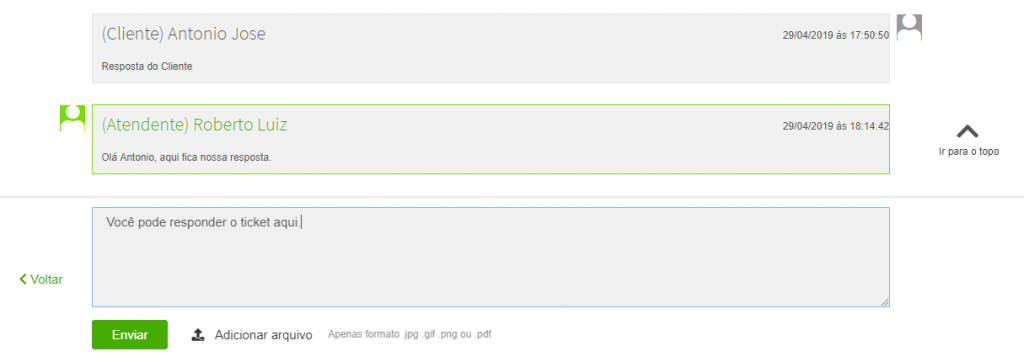 (Cliente) Antonio Jose
29/04/2019 ás 17:50:50
Resposta do Cliente
(Atendente) Roberto Luiz
29/04/2019 ás 18:14:42
Olá Antonio, aqui fica nossa resposta.
Ir para o topo
Você pode responder o ticket aqui.
Voltar
Enviar
Adicionar arquivo
Apenas formato .jpg .gif .png ou .pdf